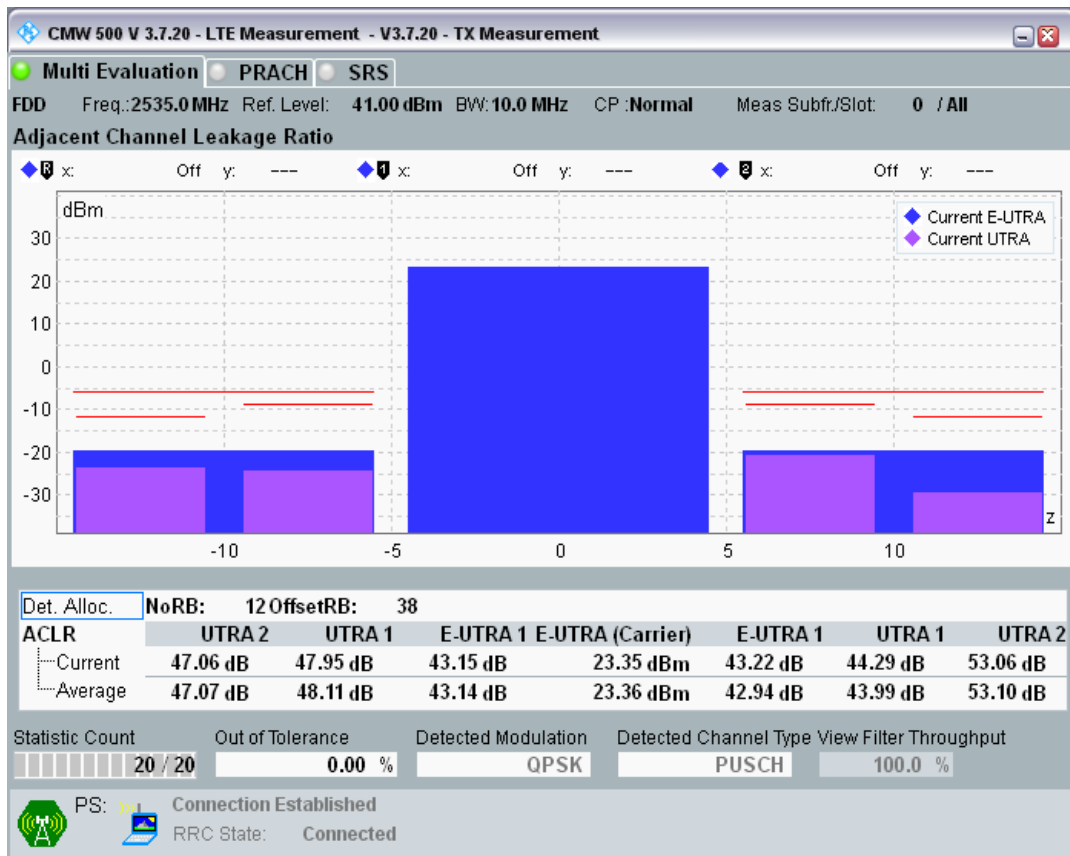 CMW 500 V 3.7.20 - LTE Measurement - V3.7.20 - TX Measurement
Multi Evaluation PRACH SRS
FDD Freq.:2535.0 MHz Ref. Level: 41.00 dBm BW:10.0 MHz CP :Normal Meas Subfr./Slot: 0 / All
Adjacent Channel Leakage Ratio
R x: Off y: --- 1 x: Off y: --- 2 x: Off y: ---
dBm
Current E-UTRA
Current UTRA
30
20
10
0
-10
-20
-30
z
-10 -5 0 5 10
Det. Alloc. NoRB: 12 OffsetRB: 38
ACLR UTRA 2 UTRA 1 E-UTRA 1 E-UTRA (Carrier) E-UTRA 1 UTRA 1 UTRA 2
Current 47.06 dB 47.95 dB 43.15 dB 23.35 dBm 43.22 dB 44.29 dB 53.06 dB
Average 47.07 dB 48.11 dB 43.14 dB 23.36 dBm 42.94 dB 43.99 dB 53.10 dB
Statistic Count Out of Tolerance Detected Modulation Detected Channel Type View Filter Throughput
20 / 20 0.00 % QPSK PUSCH 100.0 %
PS: Connection Established
RRC State: Connected